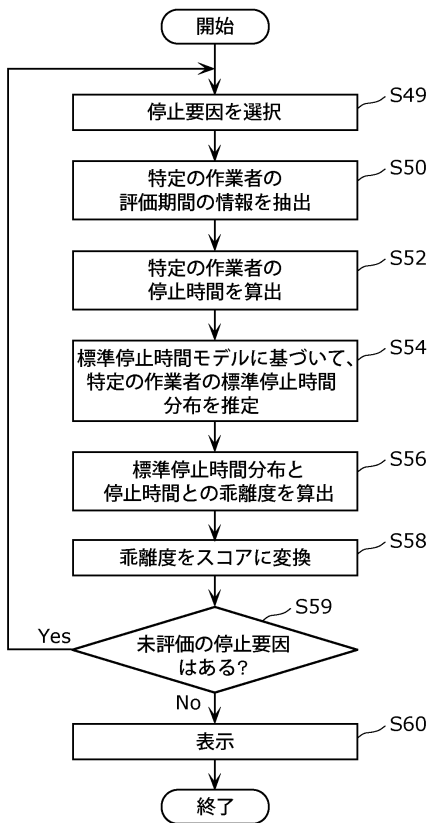 開始
停止要因を選択
S49
特定の作業者の
評価期間の情報を抽出
S50
特定の作業者の
停止時間を算出
S52
標準停止時間モデルに基づいて、
特定の作業者の標準停止時間
分布を推定
S54
標準停止時間分布と
停止時間との乖離度を算出
S56
乖離度をスコアに変換
S58
未評価の停止要因
はある?
S59
Yes
No
表示
S60
終了